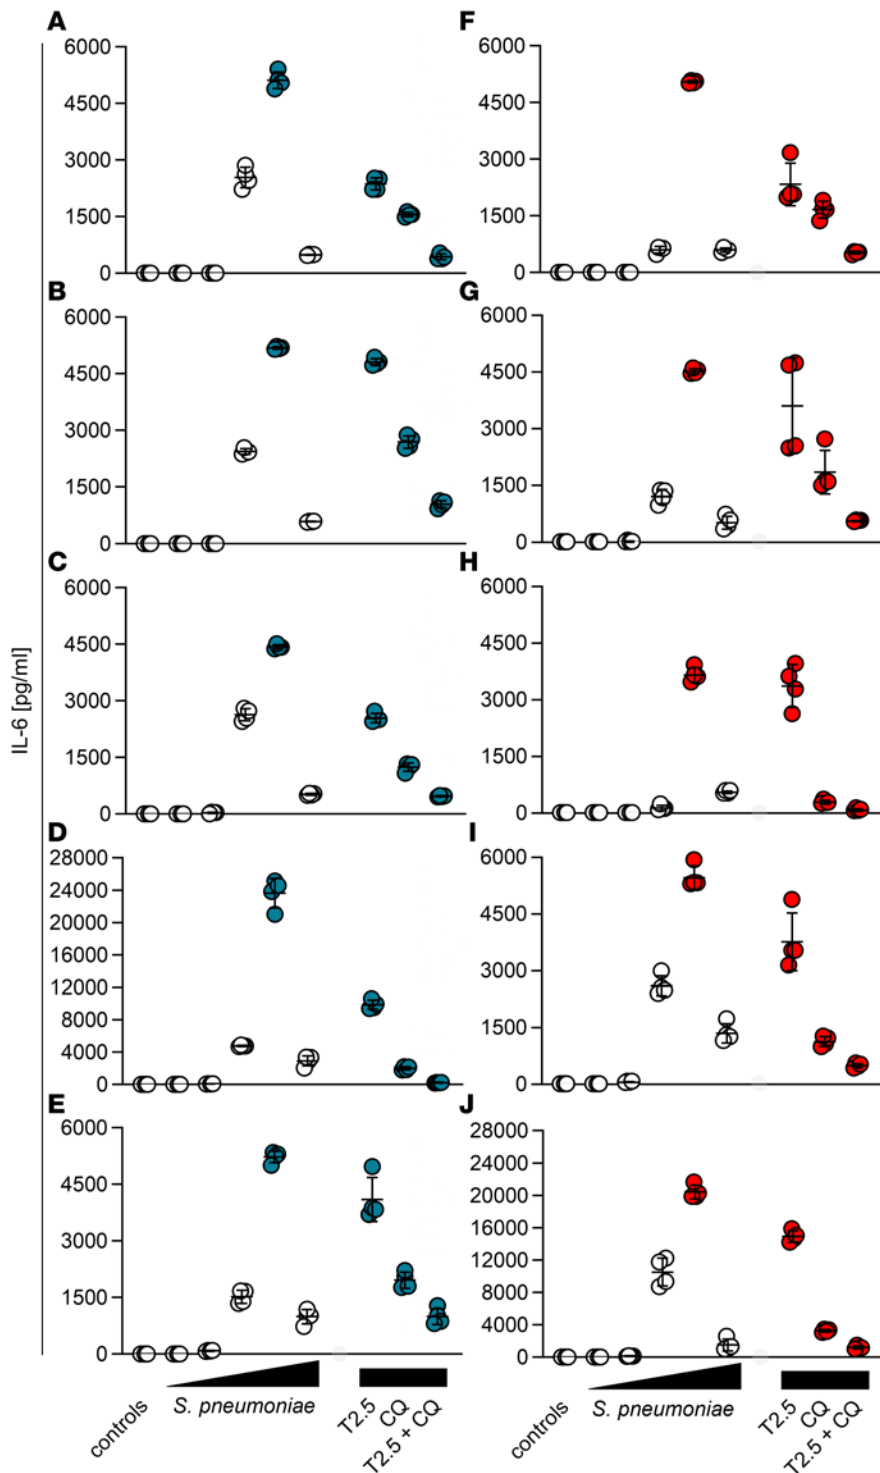 A
6000
4500
3000
1500
0
B
6000
4500
3000
1500
0
C
6000
4500
3000
1500
0
D
28000
24000
20000
16000
12000
8000
4000
0
E
6000
4500
3000
1500
0
IL-6 [pg/ml]
controls
S. pneumoniae
T2.5
CQ
T2.5 + CQ
F
6000
4500
3000
1500
0
G
6000
4500
3000
1500
0
H
6000
4500
3000
1500
0
I
6000
4500
3000
1500
0
J
28000
24000
20000
16000
12000
8000
4000
0
controls
S. pneumoniae
T2.5
CQ
T2.5 + CQ